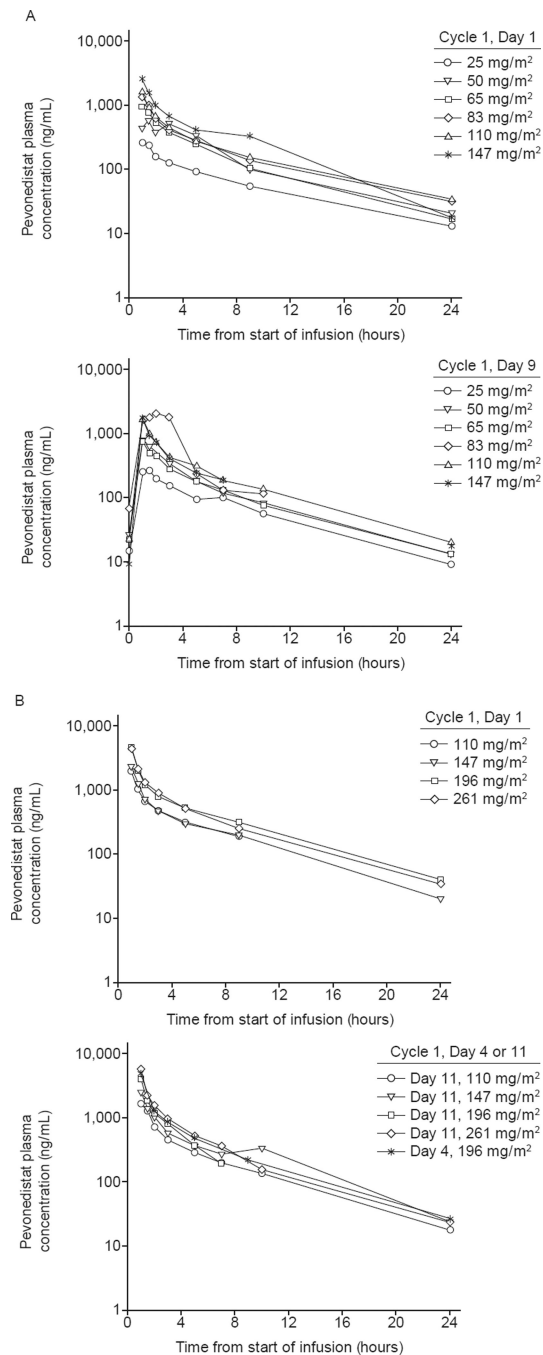 A
Cycle 1, Day 1
25 mg/m²
50 mg/m²
65 mg/m²
83 mg/m²
110 mg/m²
147 mg/m²
Pevonedistat plasma
concentration (ng/mL)
10,000
1,000
100
10
1
0 4 8 12 16 20 24
Time from start of infusion (hours)
Cycle 1, Day 9
25 mg/m²
50 mg/m²
65 mg/m²
83 mg/m²
110 mg/m²
147 mg/m²
Pevonedistat plasma
concentration (ng/mL)
10,000
1,000
100
10
1
0 4 8 12 16 20 24
Time from start of infusion (hours)
B
Cycle 1, Day 1
110 mg/m²
147 mg/m²
196 mg/m²
261 mg/m²
Pevonedistat plasma
concentration (ng/mL)
10,000
1,000
100
10
1
0 4 8 12 16 20 24
Time from start of infusion (hours)
Cycle 1, Day 4 or 11
Day 11, 110 mg/m²
Day 11, 147 mg/m²
Day 11, 196 mg/m²
Day 11, 261 mg/m²
Day 4, 196 mg/m²
Pevonedistat plasma
concentration (ng/mL)
10,000
1,000
100
10
1
0 4 8 12 16 20 24
Time from start of infusion (hours)